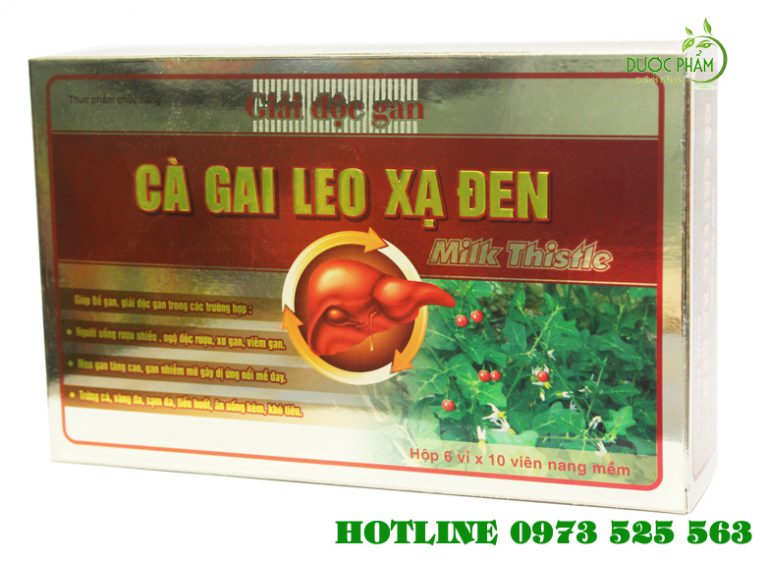 DƯỢC PHẨM
Thực phẩm chức năng
Giải độc gan
CÀ GAI LEO XẠ ĐEN
Milk Thistle
Giúp Bổ gan, giải độc gan trong các trường hợp :
• Người uống rượu nhiều , ngộ độc rượu, xơ gan, viêm gan.
• Men gan tăng cao, gan nhiễm mỡ gây dị ứng nổi mề đay.
• Trứng cá, vàng da, sạm da, tiểu buốt, ăn uống kém, khó tiêu.
Hộp 6 vỉ x 10 viên nang mềm
HOTLINE 0973 525 563